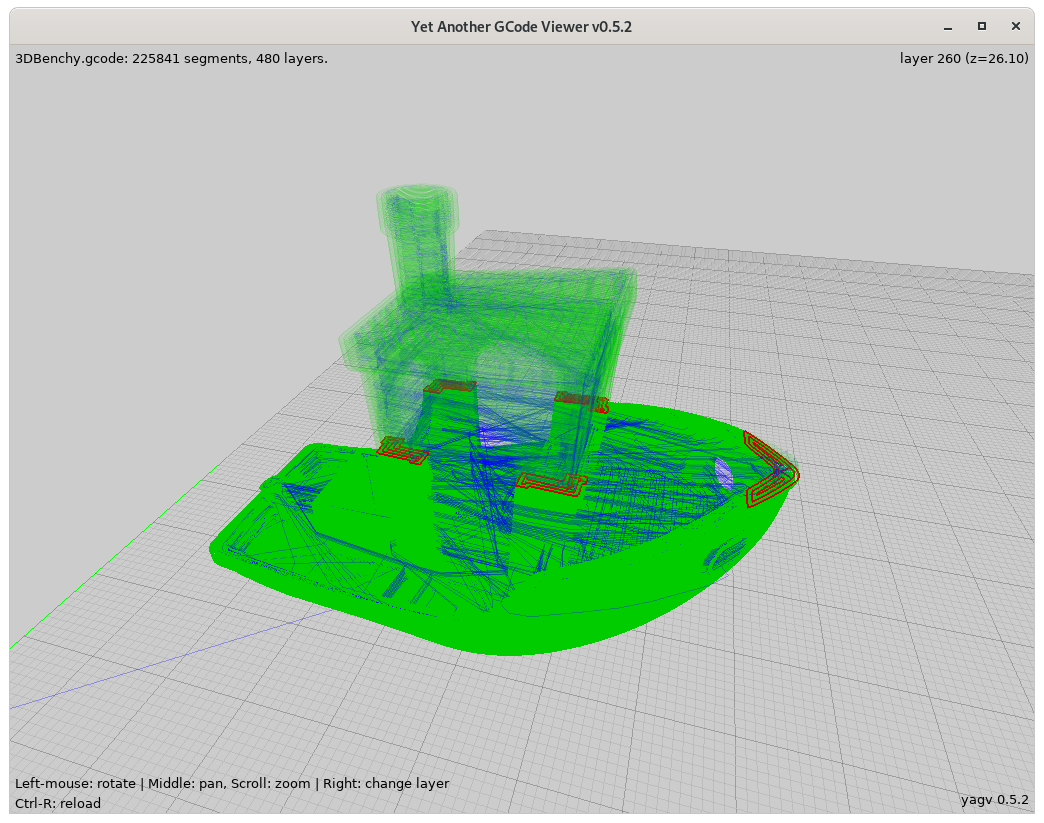 Yet Another GCode Viewer v0.5.2
3DBenchy.gcode: 225841 segments, 480 layers.
layer 260 (z=26.10)
Left-mouse: rotate | Middle: pan, Scroll: zoom | Right: change layer
Ctrl-R: reload
yagv 0.5.2